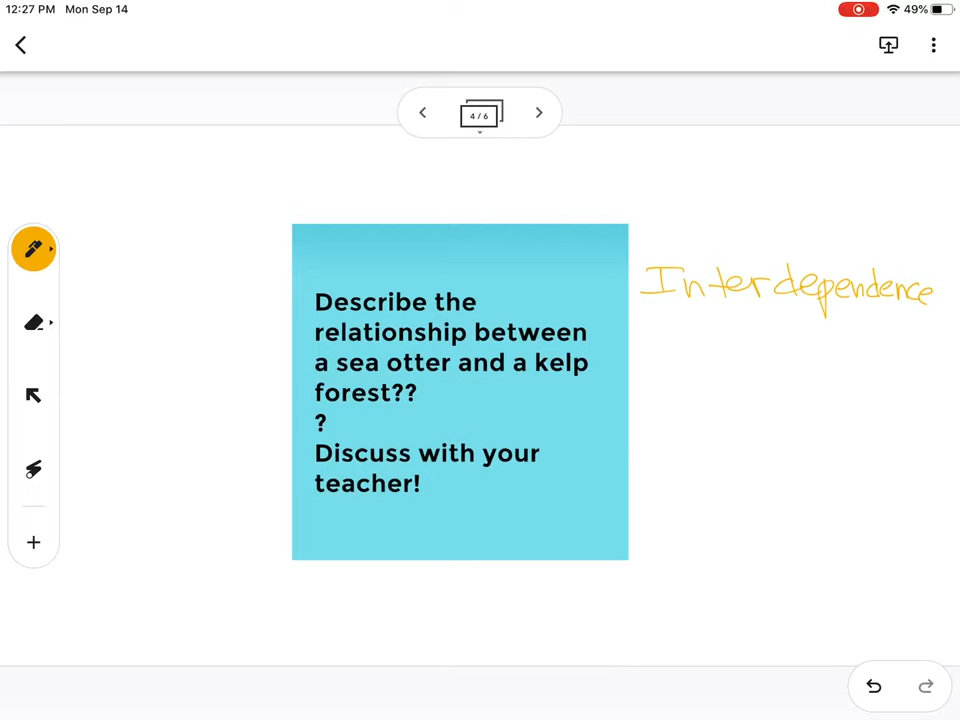 12:27 PM Mon Sep 14
49%
4 / 6
Describe the
relationship between
a sea otter and a kelp
forest??
?
Discuss with your
teacher!
Interdependence